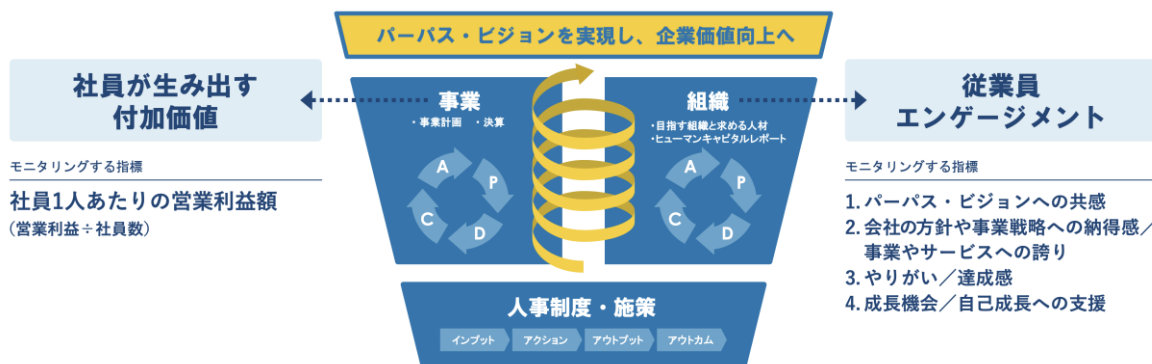 パーパス・ビジョンを実現し、企業価値向上へ
社員が生み出す
付加価値
モニタリングする指標
社員1人あたりの営業利益額
(営業利益÷社員数)
事業
・事業計画 ・決算
A
P
C
D
組織
・目指す組織と求める人材
・ヒューマンキャピタルレポート
A
P
C
D
従業員
エンゲージメント
モニタリングする指標
1. パーパス・ビジョンへの共感
2. 会社の方針や事業戦略への納得感／
事業やサービスへの誇り
3. やりがい／達成感
4. 成長機会／自己成長への支援
人事制度・施策
インプット アクション アウトプット アウトカム